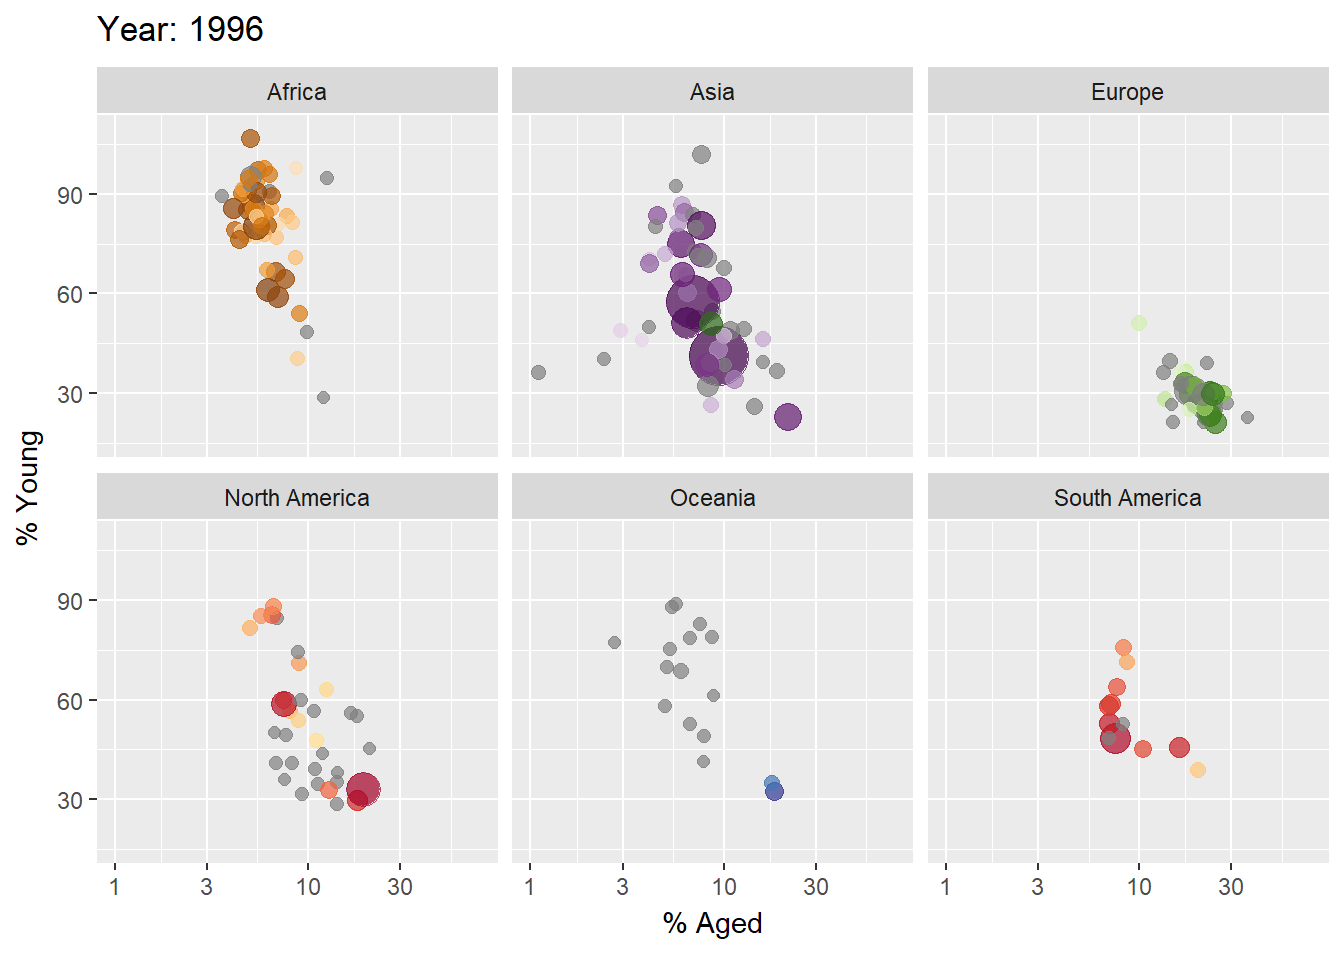 Year: 1996
Africa
Asia
Europe
90
60
30
% Young
North America
Oceania
South America
90
60
30
1 3 10 30
1 3 10 30
1 3 10 30
% Aged